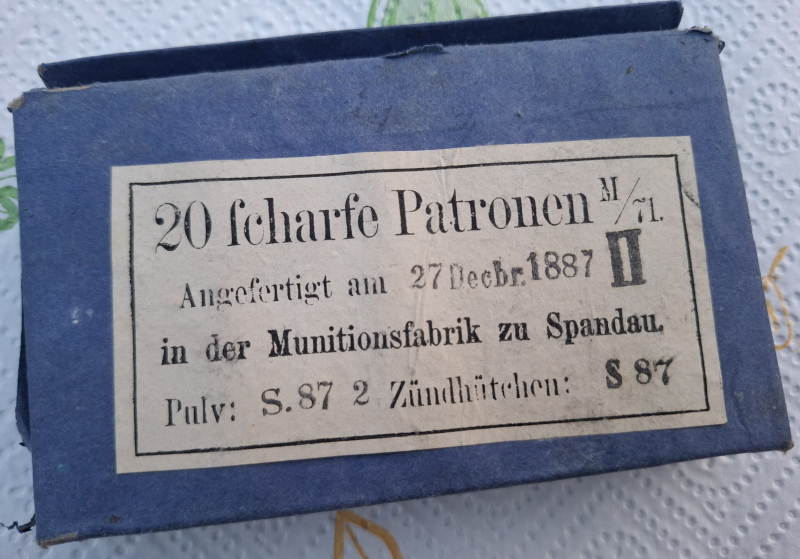 20 ſcharfe Patronen M/71.
Angefertigt am 27 Decbr. 1887 II
in der Munitionsfabrik zu Spandau.
Pulv: S. 87 2 Zündhütchen: S 87